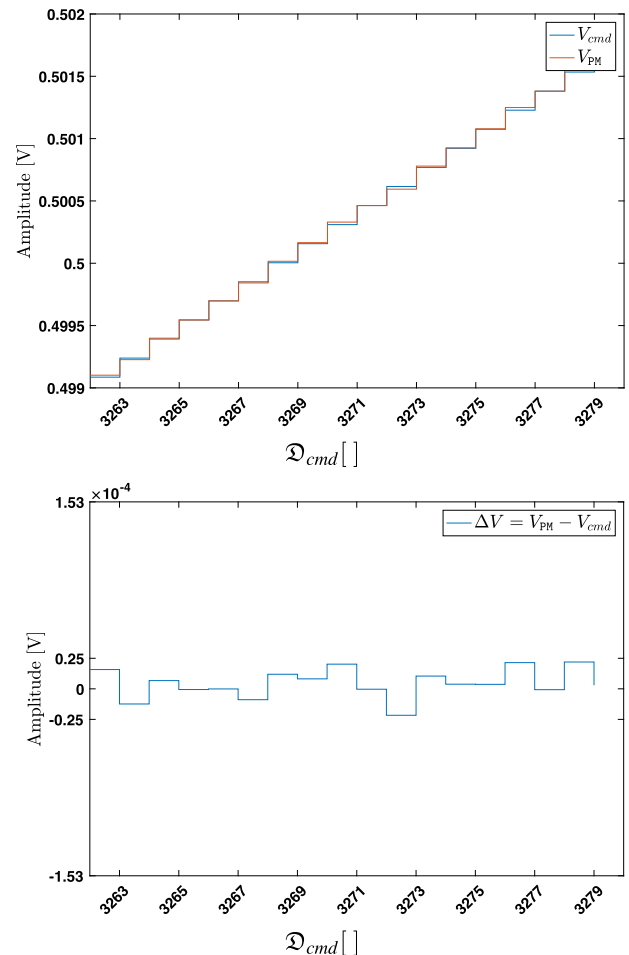 0.502
0.5015
0.501
0.5005
0.5
0.4995
0.499
Amplitude [V]
V_cmd
V_PM
3263 3265 3267 3269 3271 3273 3275 3277 3279
𝔇_cmd[ ]
×10^-4
1.53
0.25
0
-0.25
-1.53
Amplitude [V]
ΔV = V_PM − V_cmd
3263 3265 3267 3269 3271 3273 3275 3277 3279
𝔇_cmd[ ]